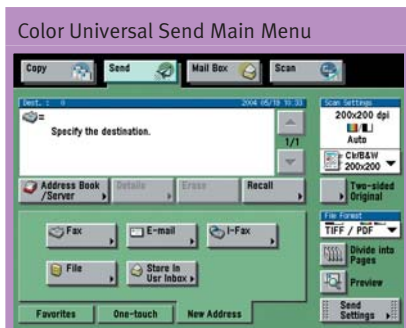 Color Universal Send Main Menu
Copy Send Mail Box Scan
Dest. : 0 2004 05/19 10:33
Specify the destination.
1/1
Address Book
/Server
Details
Erase
Recall
Fax
E-mail
I-Fax
File
Store In
Usr Inbox
Favorites
One-touch
New Address
Scan Settings
200x200 dpi
Auto
Clr/B&W
200x200
Two-sided
Original
File Format
TIFF / PDF
Divide into
Pages
Preview
Send
Settings